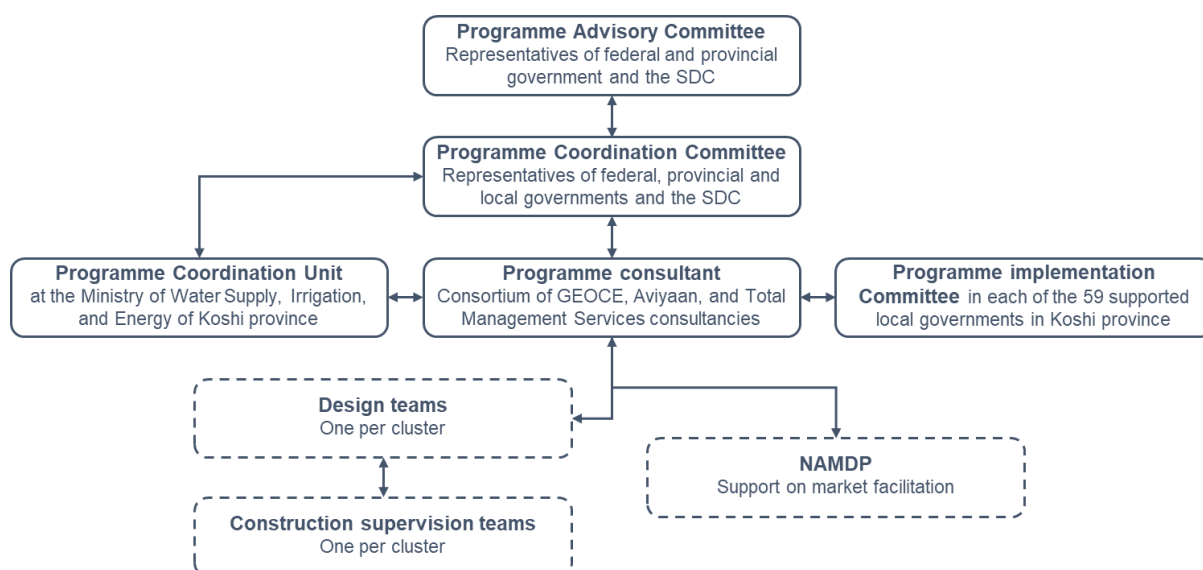 Programme Advisory Committee
Representatives of federal and provincial
government and the SDC
Programme Coordination Committee
Representatives of federal, provincial and
local governments and the SDC
Programme Coordination Unit
at the Ministry of Water Supply, Irrigation,
and Energy of Koshi province
Programme consultant
Consortium of GEOCE, Aviyaan, and Total
Management Services consultancies
Programme implementation
Committee in each of the 59 supported
local governments in Koshi province
Design teams
One per cluster
NAMDP
Support on market facilitation
Construction supervision teams
One per cluster